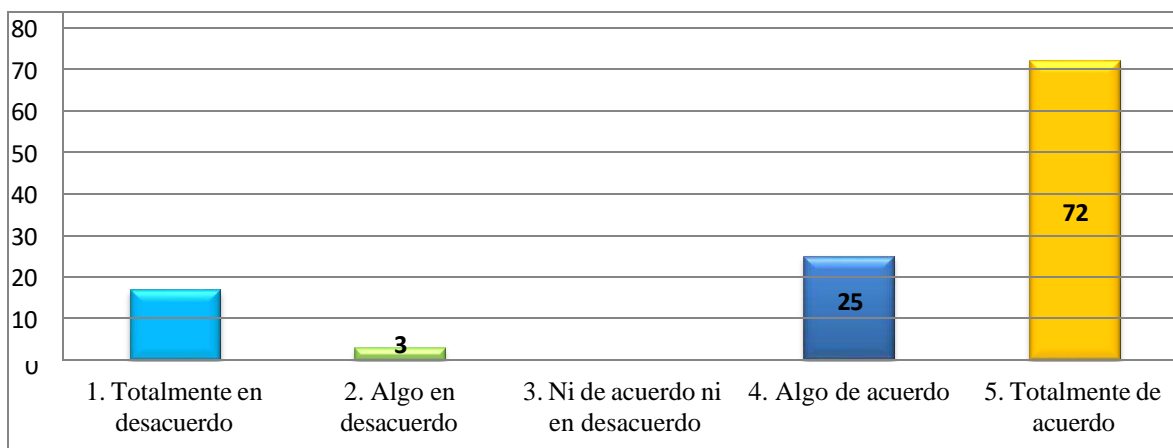 80
70
60
50
40
30
20
10
0
72
25
3
1. Totalmente en
desacuerdo
2. Algo en
desacuerdo
3. Ni de acuerdo ni
en desacuerdo
4. Algo de acuerdo
5. Totalmente de
acuerdo